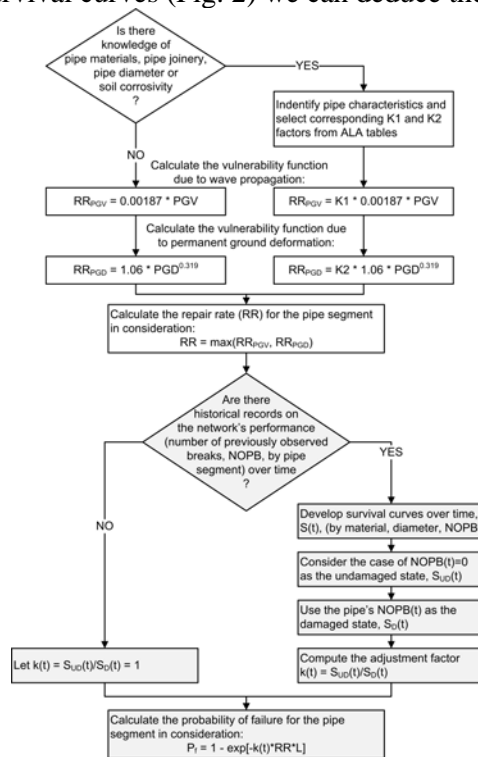 urvival curves (Fig. 2) we can deduce the
Is there
knowledge of
pipe materials, pipe joinery,
pipe diameter or
soil corrosivity
?
YES
Indentify pipe characteristics and
select corresponding K1 and K2
factors from ALA tables
NO
Calculate the vulnerability function
due to wave propagation:
RR_PGV = 0.00187 * PGV
RR_PGV = K1 * 0.00187 * PGV
Calculate the vulnerability function due
to permanent ground deformation:
RR_PGD = 1.06 * PGD^0.319
RR_PGD = K2 * 1.06 * PGD^0.319
Calculate the repair rate (RR) for the pipe segment
in consideration:
RR = max(RR_PGV, RR_PGD)
Are there
historical records on
the network's performance
(number of previously observed
breaks, NOPB, by pipe
segment) over time
?
YES
NO
Develop survival curves over time,
S(t), (by material, diameter, NOPB
Consider the case of NOPB(t)=0
as the undamaged state, S_UD(t)
Use the pipe's NOPB(t) as the
damaged state, S_D(t)
Let k(t) = S_UD(t)/S_D(t) = 1
Compute the adjustment factor
k(t) = S_UD(t)/S_D(t)
Calculate the probability of failure for the pipe
segment in consideration:
P_f = 1 - exp[-k(t)*RR*L]